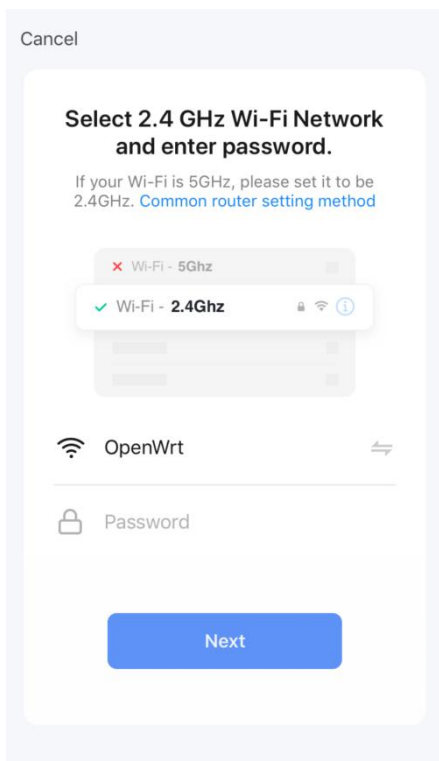 Cancel
Select 2.4 GHz Wi-Fi Network
and enter password.
If your Wi-Fi is 5GHz, please set it to be
2.4GHz. Common router setting method
Wi-Fi - 5Ghz
Wi-Fi - 2.4Ghz
OpenWrt
Password
Next